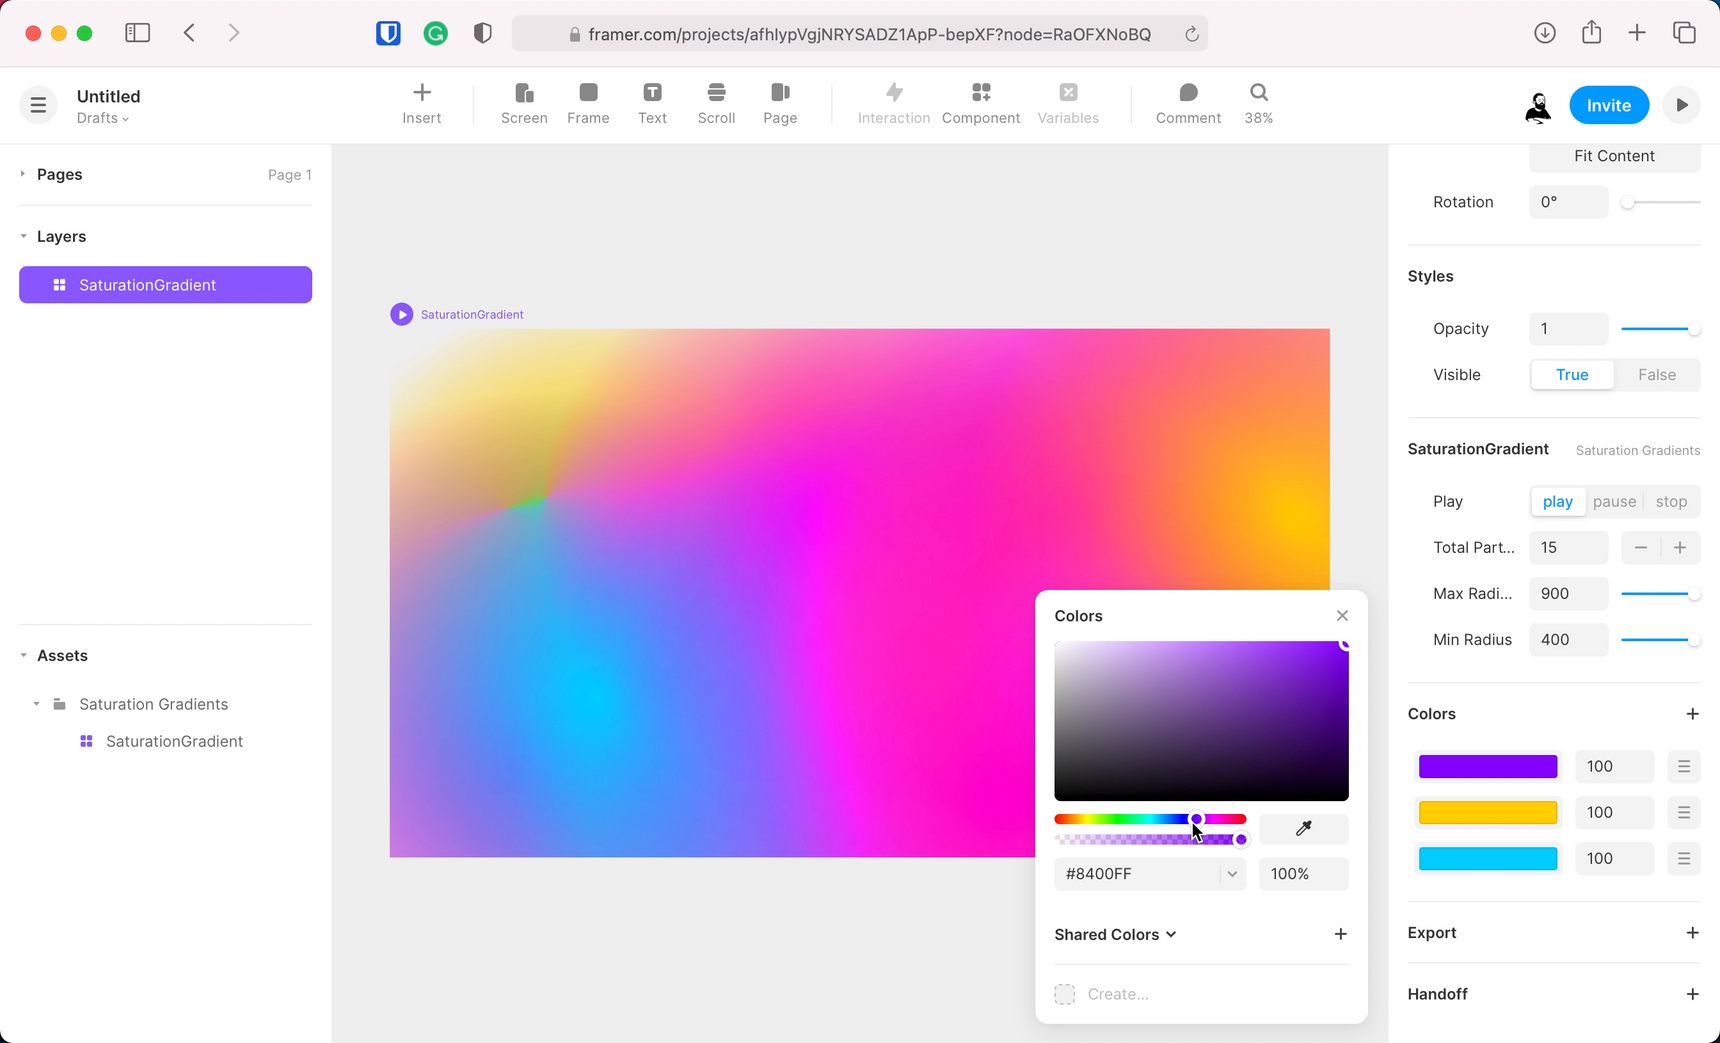 framer.com/projects/afhlypVgjNRYSADZ1ApP-bepXF?node=RaOFXNoBQ
Untitled
Drafts
Insert
Screen
Frame
Text
Scroll
Page
Interaction
Component
Variables
Comment
38%
Invite
Pages
Page 1
Layers
SaturationGradient
Assets
Saturation Gradients
SaturationGradient
SaturationGradient
Colors
#8400FF
100%
Shared Colors
Create...
Fit Content
Rotation
0°
Styles
Opacity
1
Visible
True
False
SaturationGradient
Saturation Gradients
Play
play
pause
stop
Total Part...
15
Max Radi...
900
Min Radius
400
Colors
100
100
100
Export
Handoff